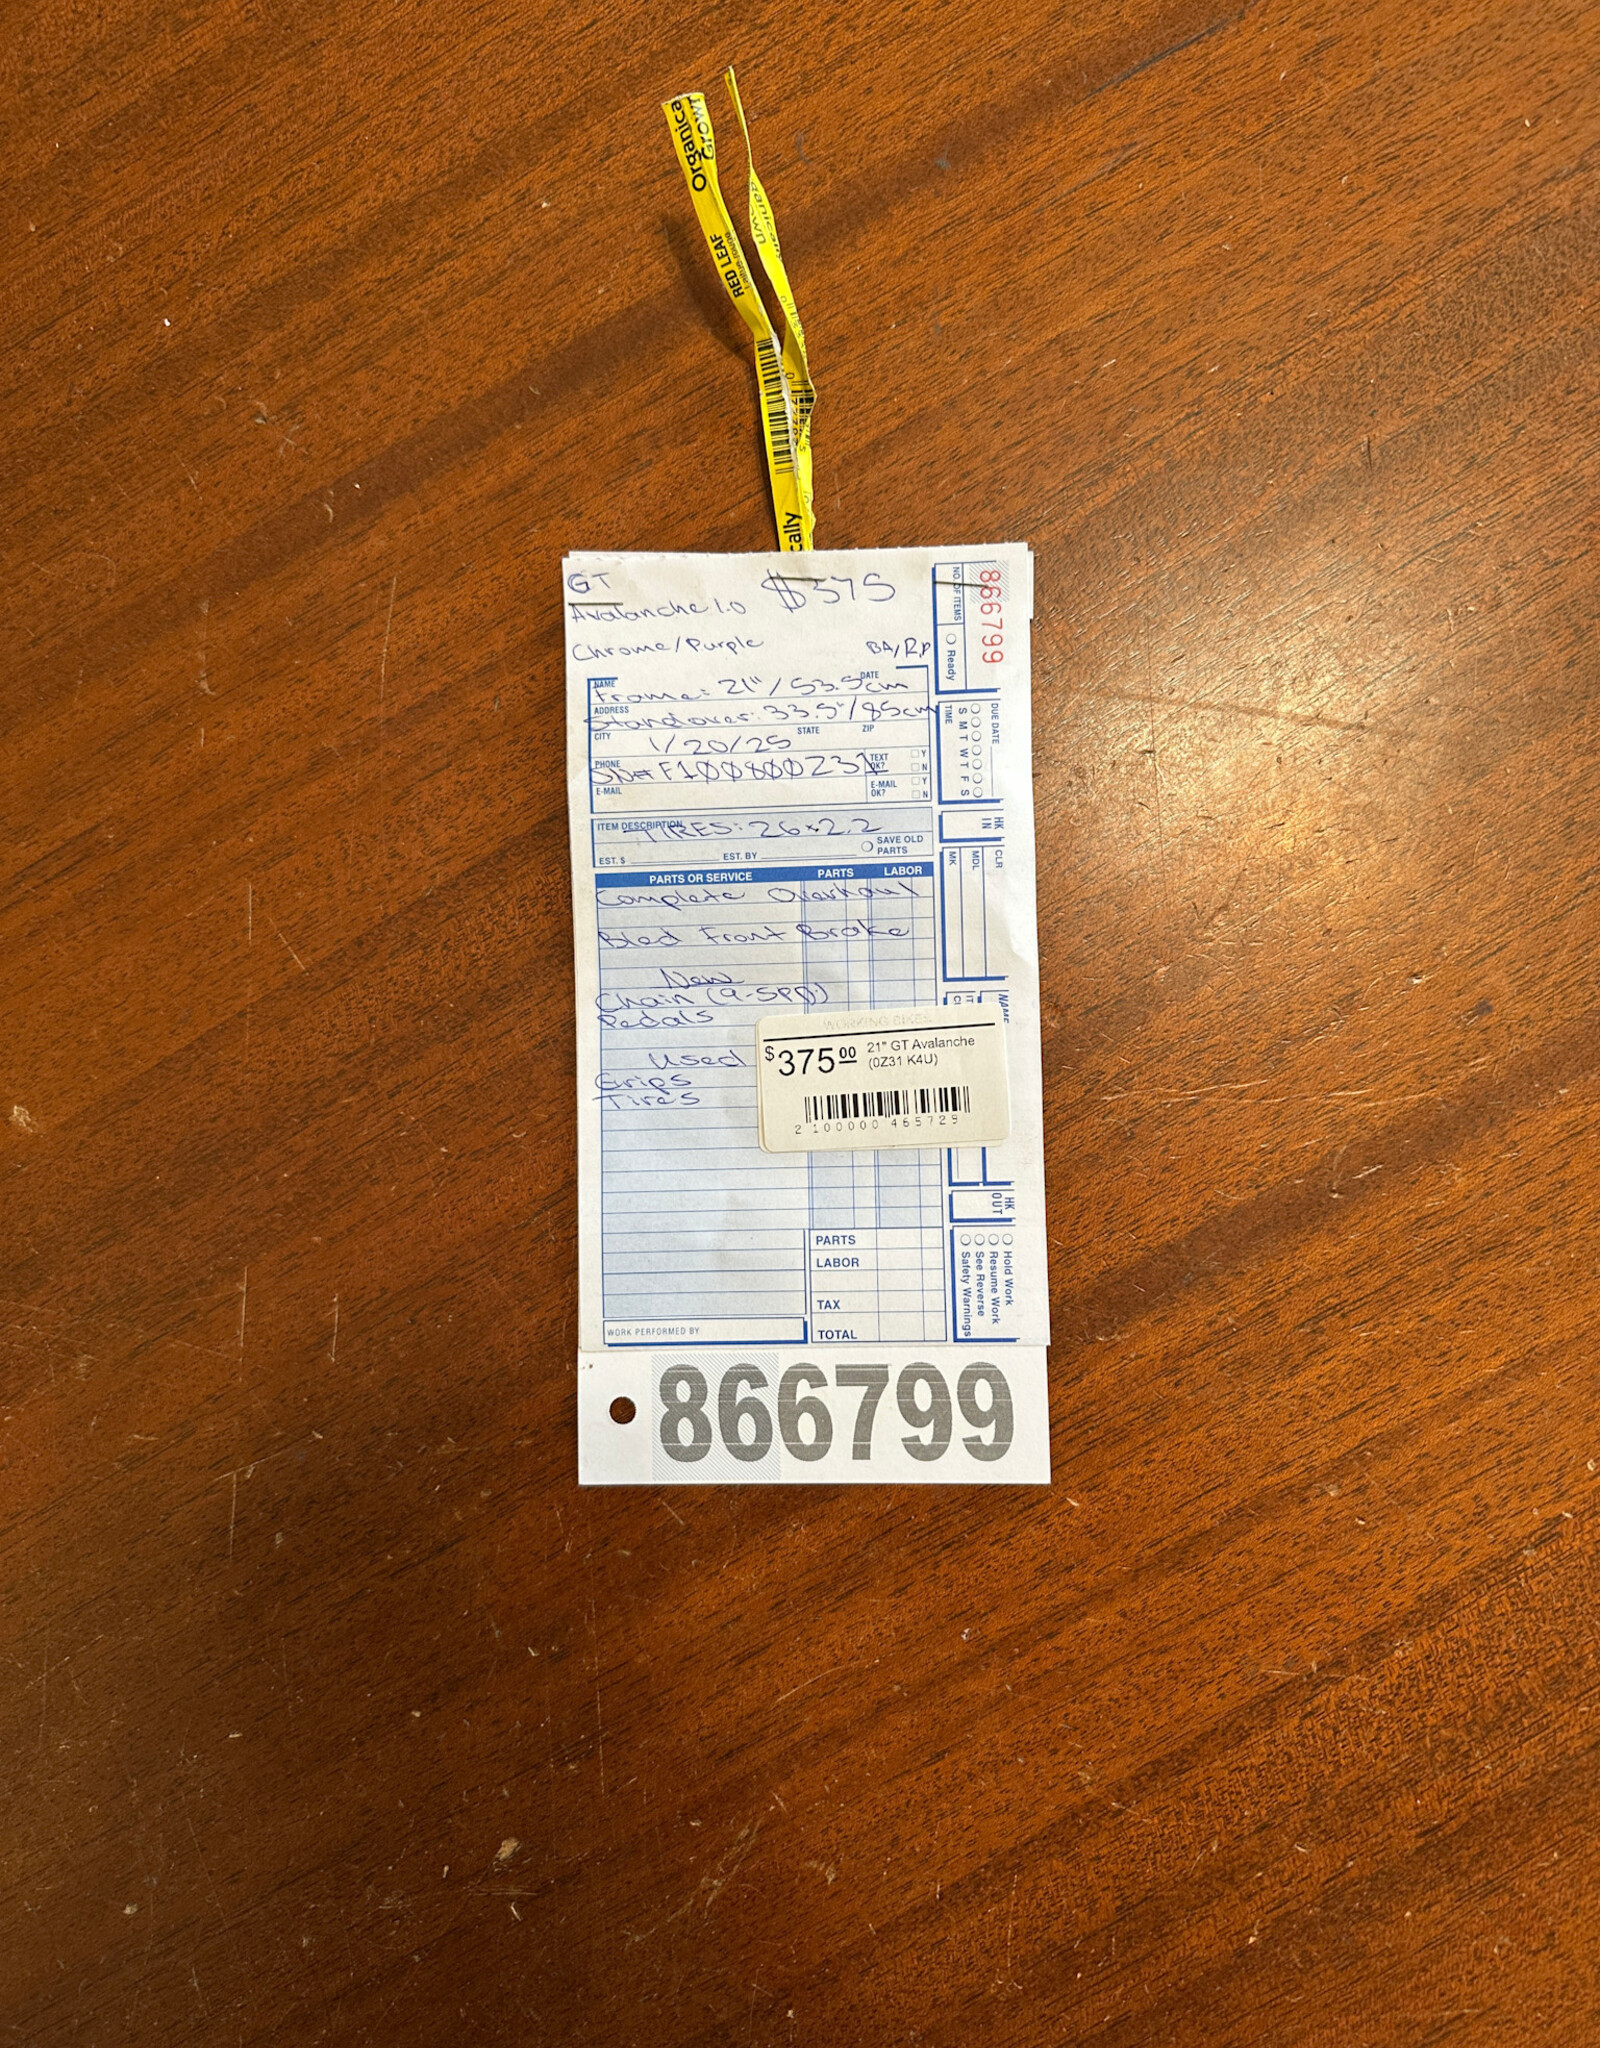 Organica
Grow
RED LEAF
cally
GT
$375
Avalanche 1.0
Chrome/Purple
BA/RP
866799
NO. OF ITEMS
Ready
NAME
DATE
Frame: 21"/53.5cm
ADDRESS
Standover: 33.5"/85cm
CITY
STATE
ZIP
1/20/25
PHONE
TEXT OK?
Y
N
E-MAIL
E-MAIL OK?
Y
N
DUE DATE
TIME
S M T W T F S
HK IN
ITEM DESCRIPTION
TIRES: 26x2.2
EST. $
EST. BY
SAVE OLD PARTS
MK
MDL
CLR
PARTS OR SERVICE
PARTS
LABOR
Complete Overhaul
Bled Front Brake
New
Chain (9-SPD)
Pedals
Used
Grips
Tires
NAME
WORKING BIKES
$375.00
21" GT Avalanche
(0Z31 K4U)
2 100000 465729
HK OUT
Hold Work
Resume Work
See Reverse
Safety Warnings
PARTS
LABOR
TAX
TOTAL
WORK PERFORMED BY
866799